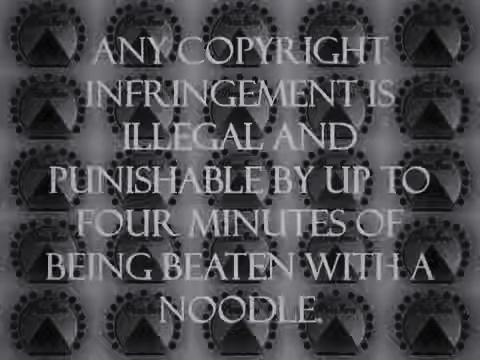 ANY COPYRIGHT
INFRINGEMENT IS
ILLEGAL AND
PUNISHABLE BY UP TO
FOUR MINUTES OF
BEING BEATEN WITH A
NOODLE.